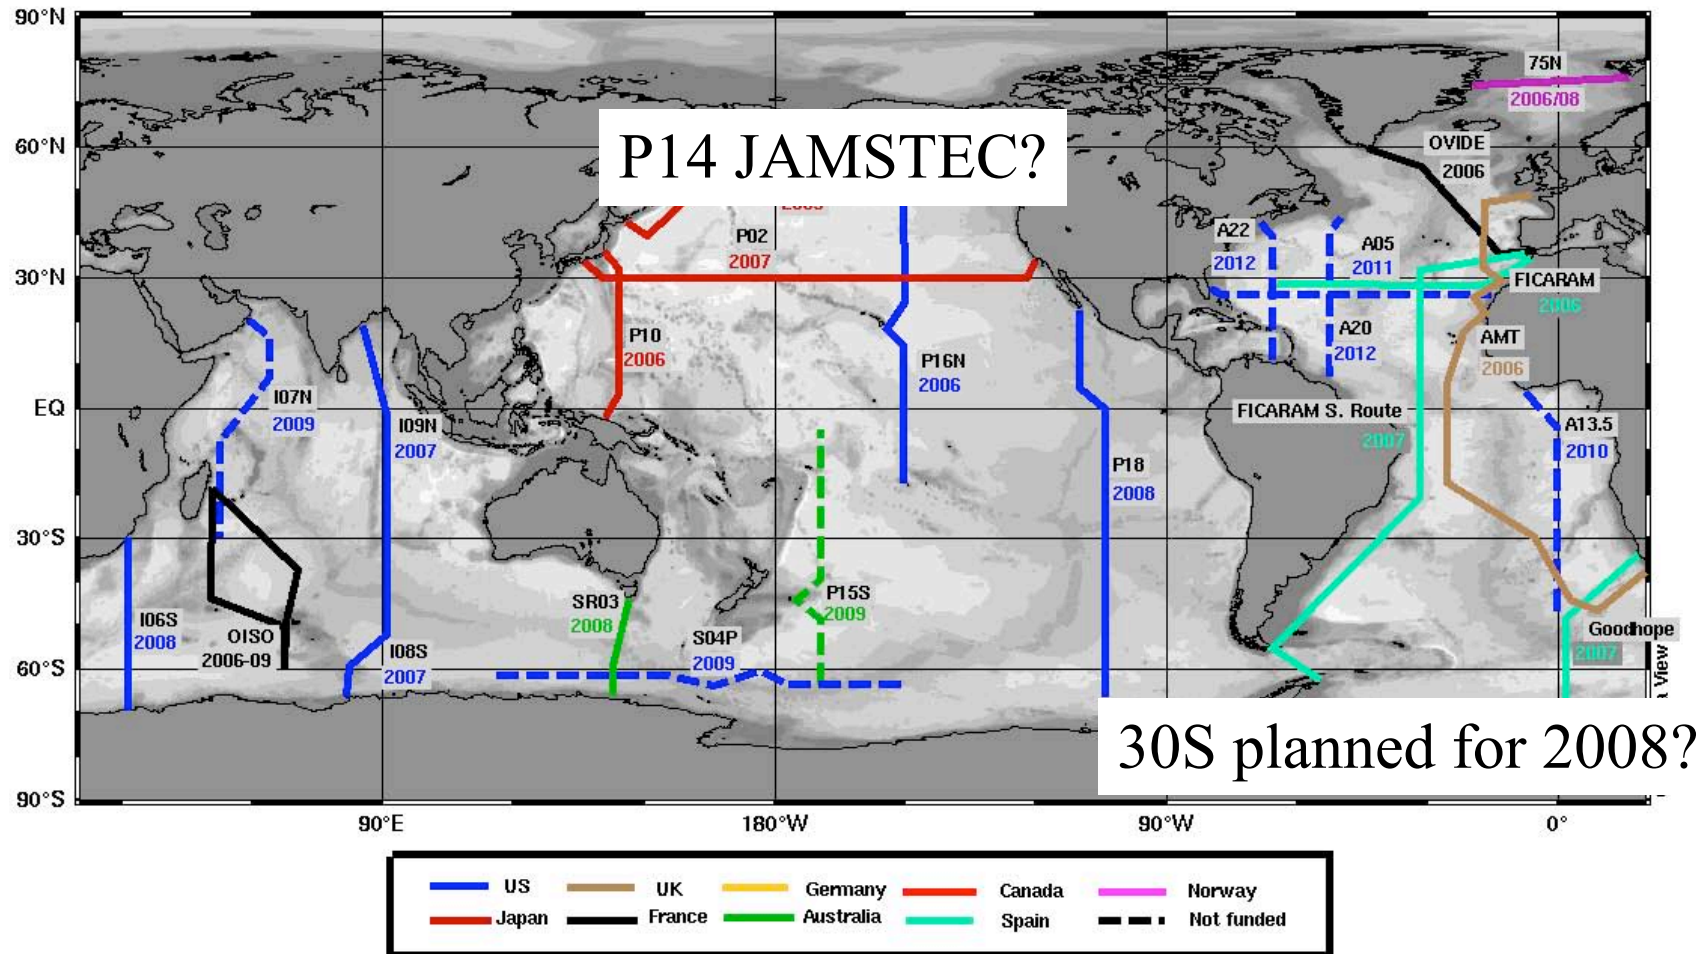 90°N
60°N
30°N
EQ
30°S
60°S
90°S
75N
2006/08
P14 JAMSTEC?
OVIDE
2006
P02
2007
A22
2012
A05
2011
FICARAM
2006
P10
2006
P16N
2006
A20
2012
AMT
2006
I07N
2009
I09N
2007
FICARAM S. Route
2007
A13.5
2010
P18
2008
I06S
2008
OISO
2006-09
I08S
2007
SR03
2008
S04P
2009
P15S
2009
Goodhope
2007
View
30S planned for 2008?
90°E
180°W
90°W
0°
US
UK
Germany
Canada
Norway
Japan
France
Australia
Spain
Not funded